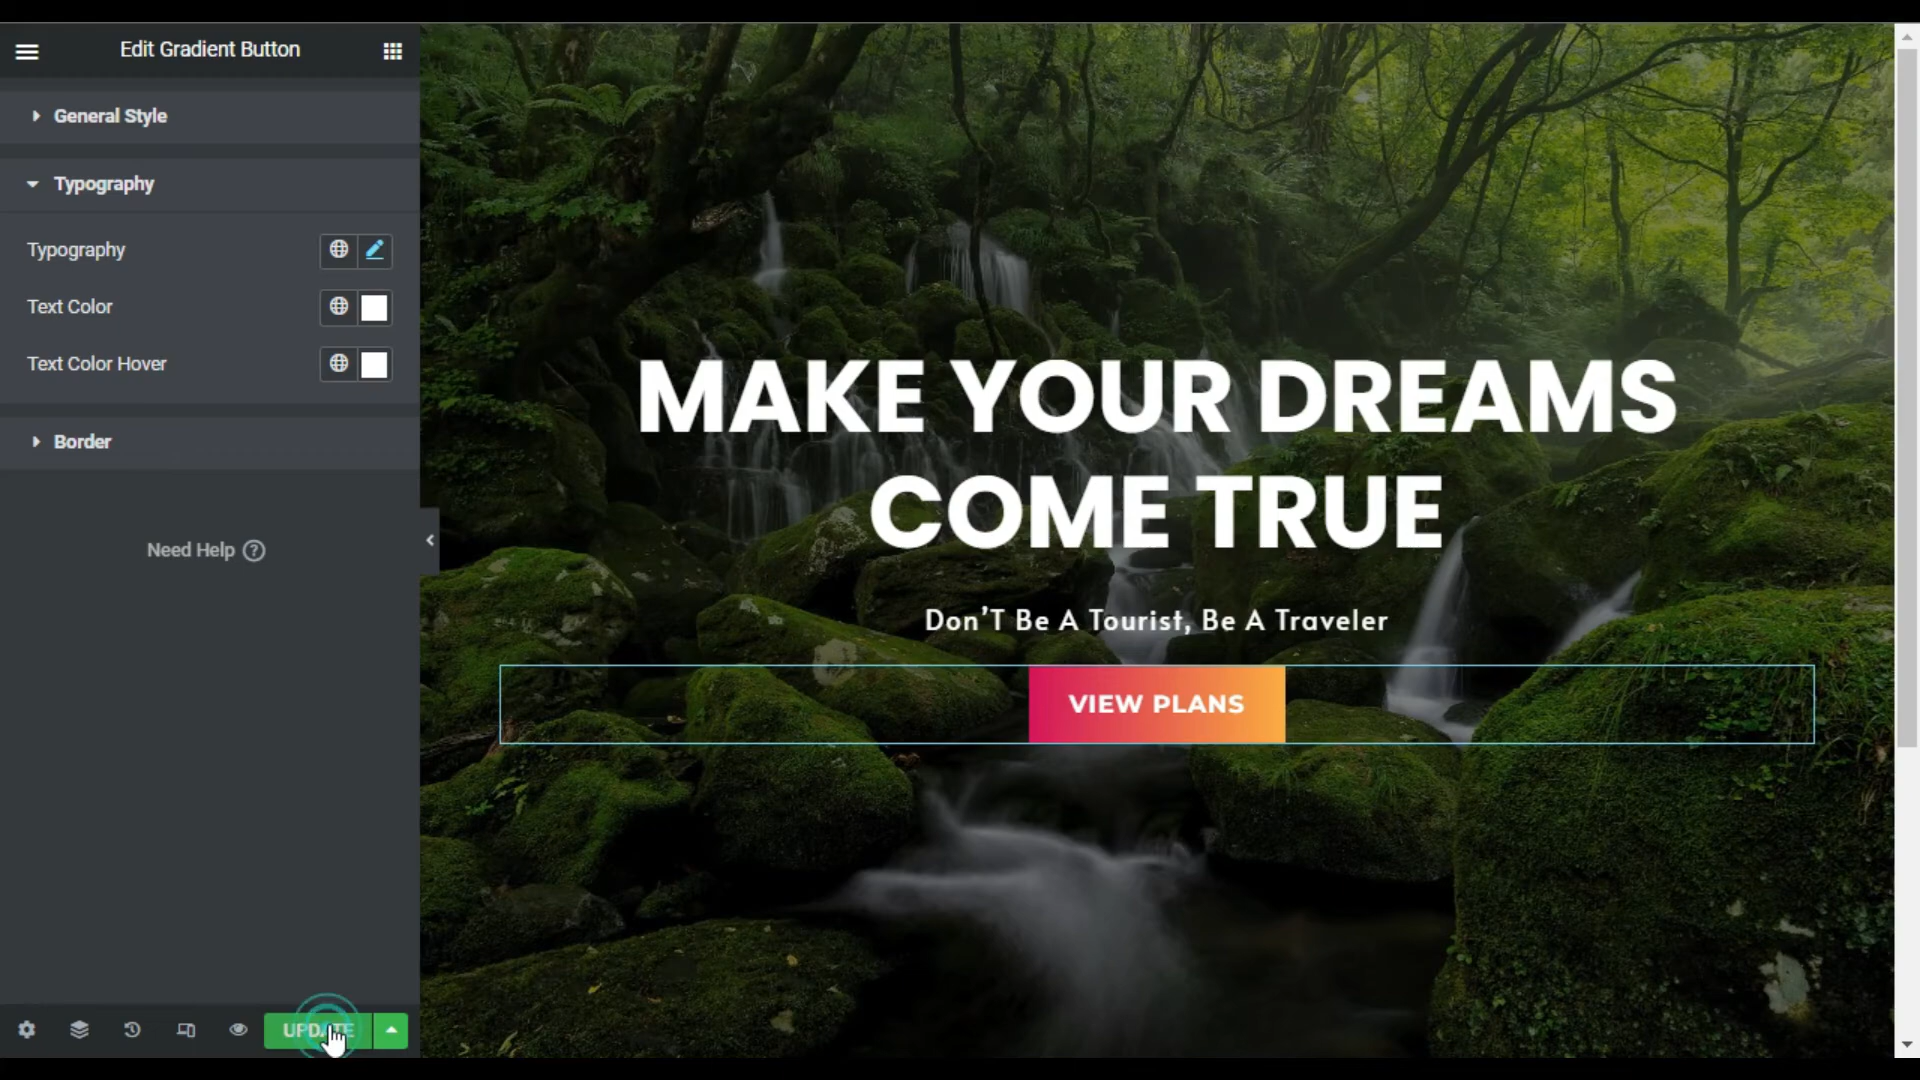 Edit Gradient Button
General Style
Typography
Typography
Text Color
Text Color Hover
Border
Need Help ?
UPDATE
MAKE YOUR DREAMS
COME TRUE
Don'T Be A Tourist, Be A Traveler
VIEW PLANS